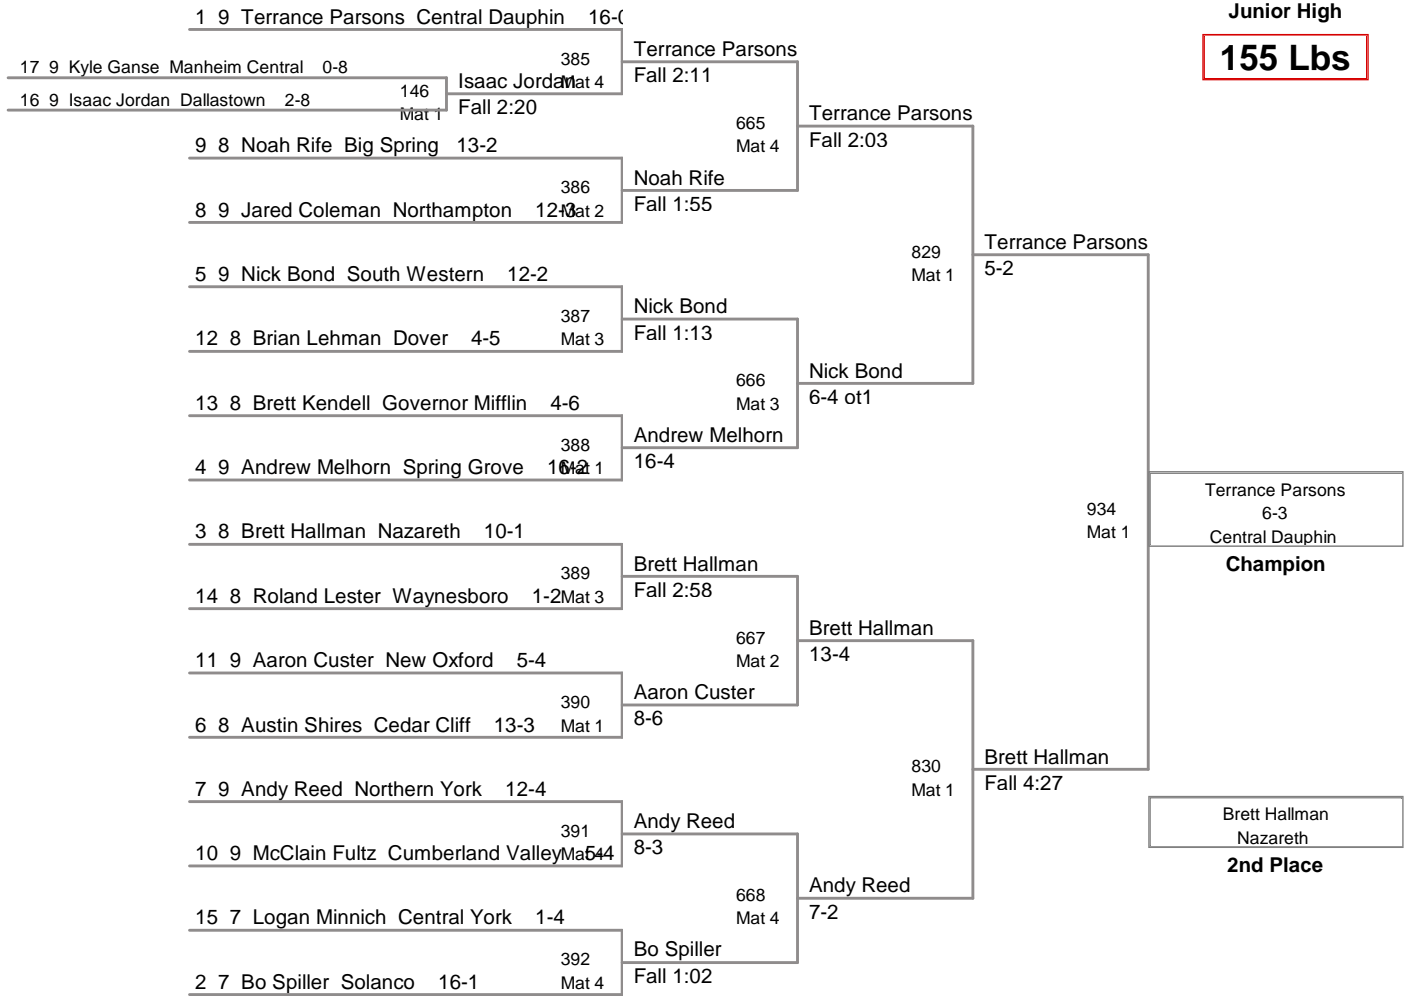 Junior High
155 Lbs
1 9 Terrance Parsons Central Dauphin 16-0
17 9 Kyle Ganse Manheim Central 0-8
16 9 Isaac Jordan Dallastown 2-8
146
Mat 1
Isaac Jordan
Fall 2:20
385
Mat 4
Terrance Parsons
Fall 2:11
9 8 Noah Rife Big Spring 13-2
8 9 Jared Coleman Northampton 12-3
386
Mat 2
Noah Rife
Fall 1:55
665
Mat 4
Terrance Parsons
Fall 2:03
5 9 Nick Bond South Western 12-2
12 8 Brian Lehman Dover 4-5
387
Mat 3
Nick Bond
Fall 1:13
13 8 Brett Kendell Governor Mifflin 4-6
4 9 Andrew Melhorn Spring Grove 16-2
388
Mat 1
Andrew Melhorn
16-4
666
Mat 3
Nick Bond
6-4 ot1
829
Mat 1
Terrance Parsons
5-2
3 8 Brett Hallman Nazareth 10-1
14 8 Roland Lester Waynesboro 1-2
389
Mat 3
Brett Hallman
Fall 2:58
11 9 Aaron Custer New Oxford 5-4
6 8 Austin Shires Cedar Cliff 13-3
390
Mat 1
Aaron Custer
8-6
667
Mat 2
Brett Hallman
13-4
7 9 Andy Reed Northern York 12-4
10 9 McClain Fultz Cumberland Valley 5-4
391
Mat 4
Andy Reed
8-3
15 7 Logan Minnich Central York 1-4
2 7 Bo Spiller Solanco 16-1
392
Mat 4
Bo Spiller
Fall 1:02
668
Mat 4
Andy Reed
7-2
830
Mat 1
Brett Hallman
Fall 4:27
934
Mat 1
Terrance Parsons
6-3
Central Dauphin
Champion
Brett Hallman
Nazareth
2nd Place